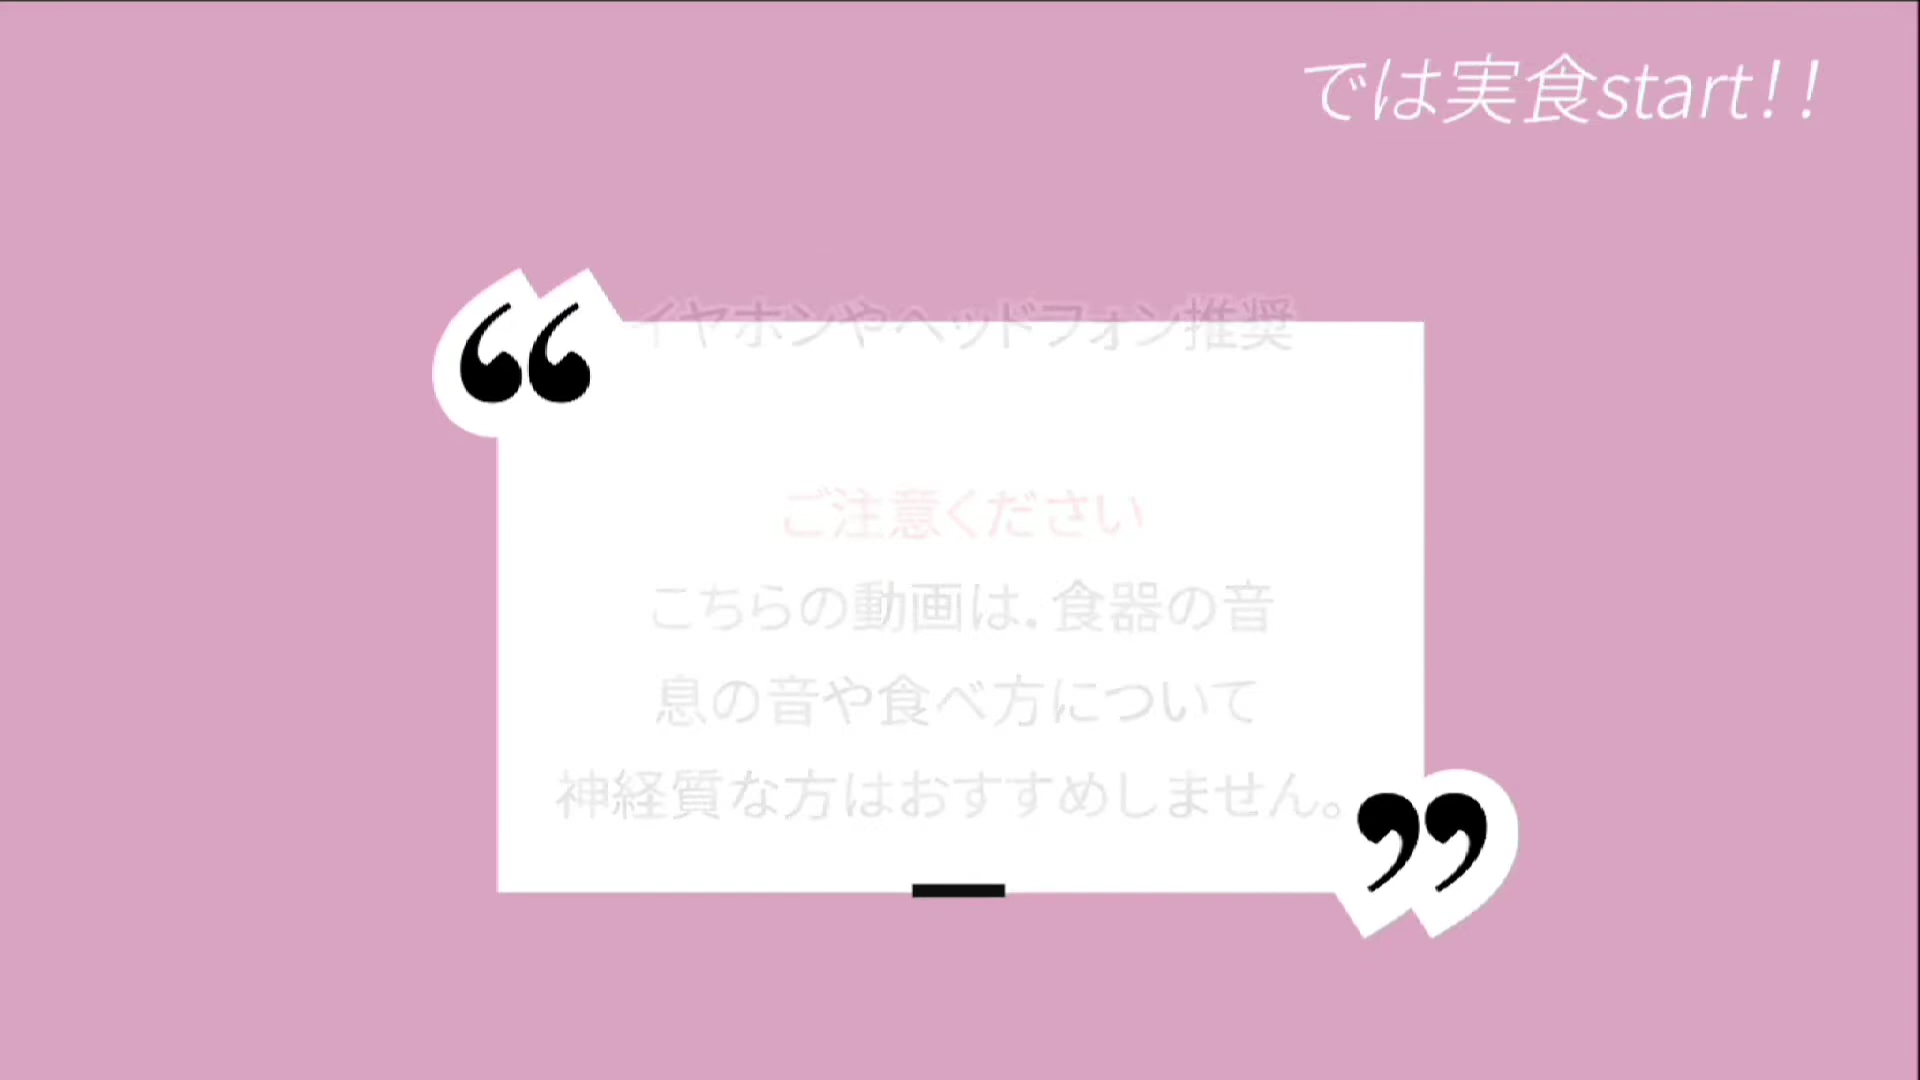 では実食start!!
イヤホンやヘッドフォン推奨
ご注意ください
こちらの動画は､食器の音
息の音や食べ方について
神経質な方はおすすめしません。